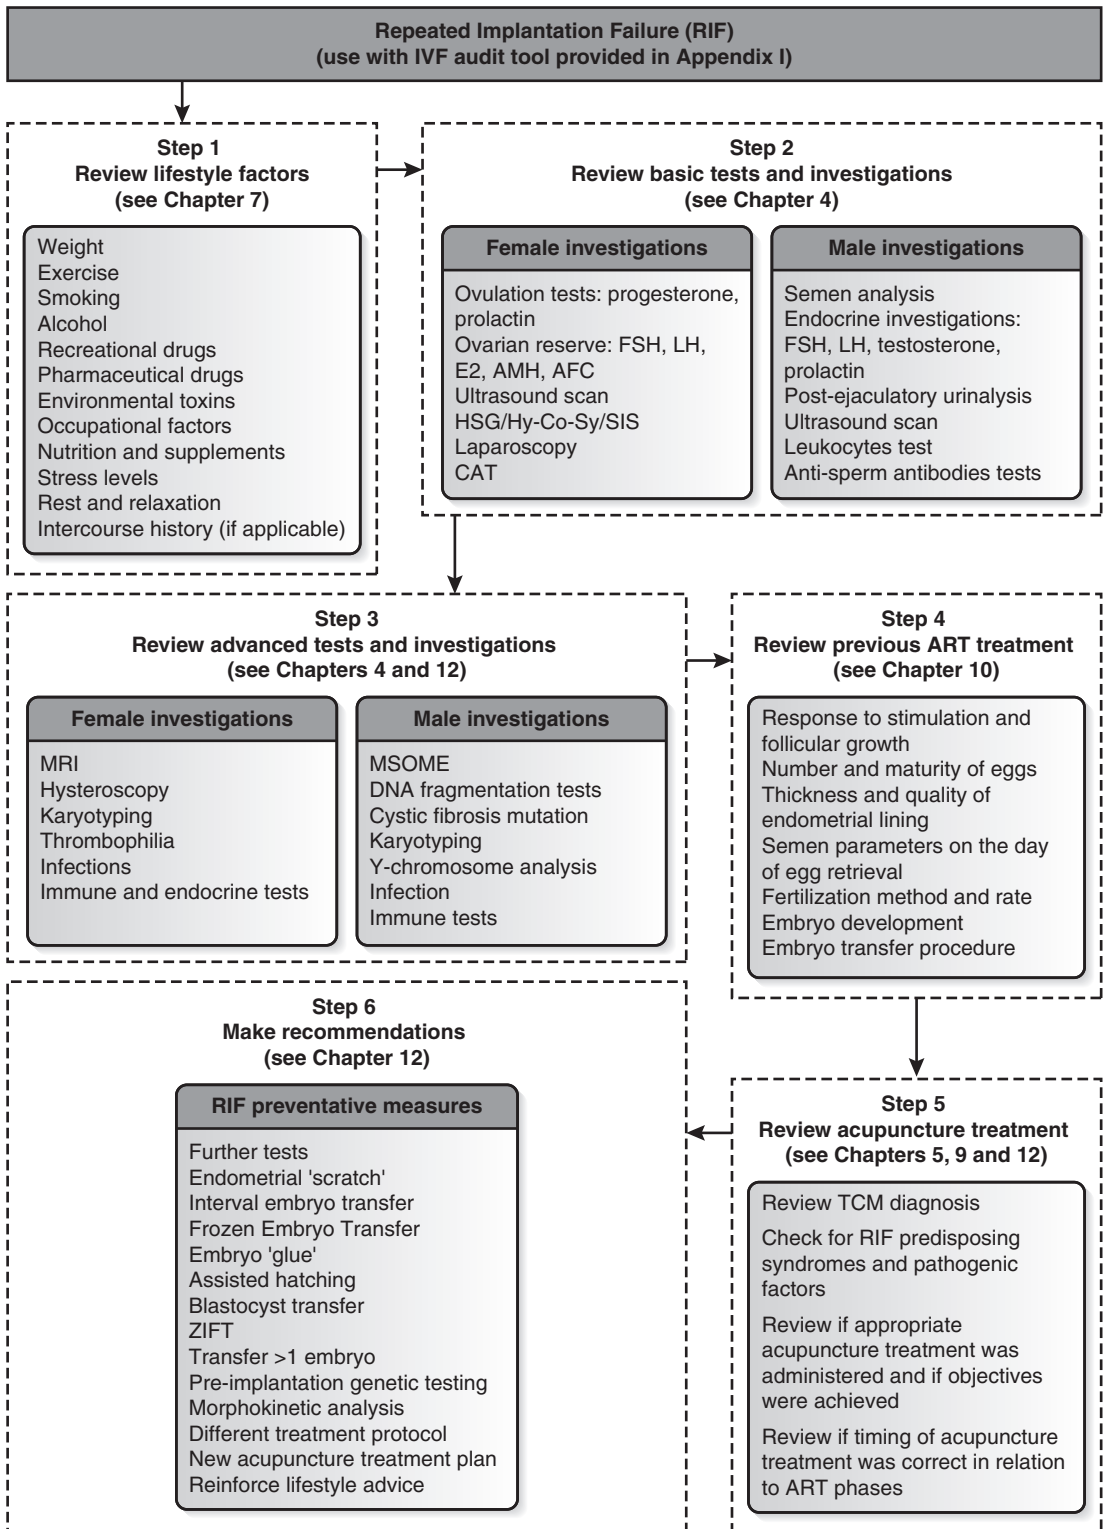 Repeated Implantation Failure (RIF)
(use with IVF audit tool provided in Appendix I)
Step 1
Review lifestyle factors
(see Chapter 7)
Weight
Exercise
Smoking
Alcohol
Recreational drugs
Pharmaceutical drugs
Environmental toxins
Occupational factors
Nutrition and supplements
Stress levels
Rest and relaxation
Intercourse history (if applicable)
Step 2
Review basic tests and investigations
(see Chapter 4)
Female investigations
Ovulation tests: progesterone,
prolactin
Ovarian reserve: FSH, LH,
E2, AMH, AFC
Ultrasound scan
HSG/Hy-Co-Sy/SIS
Laparoscopy
CAT
Male investigations
Semen analysis
Endocrine investigations:
FSH, LH, testosterone,
prolactin
Post-ejaculatory urinalysis
Ultrasound scan
Leukocytes test
Anti-sperm antibodies tests
Step 3
Review advanced tests and investigations
(see Chapters 4 and 12)
Female investigations
MRI
Hysteroscopy
Karyotyping
Thrombophilia
Infections
Immune and endocrine tests
Male investigations
MSOME
DNA fragmentation tests
Cystic fibrosis mutation
Karyotyping
Y-chromosome analysis
Infection
Immune tests
Step 4
Review previous ART treatment
(see Chapter 10)
Response to stimulation and
follicular growth
Number and maturity of eggs
Thickness and quality of
endometrial lining
Semen parameters on the day
of egg retrieval
Fertilization method and rate
Embryo development
Embryo transfer procedure
Step 5
Review acupuncture treatment
(see Chapters 5, 9 and 12)
Review TCM diagnosis
Check for RIF predisposing
syndromes and pathogenic
factors
Review if appropriate
acupuncture treatment was
administered and if objectives
were achieved
Review if timing of acupuncture
treatment was correct in relation
to ART phases
Step 6
Make recommendations
(see Chapter 12)
RIF preventative measures
Further tests
Endometrial 'scratch'
Interval embryo transfer
Frozen Embryo Transfer
Embryo 'glue'
Assisted hatching
Blastocyst transfer
ZIFT
Transfer >1 embryo
Pre-implantation genetic testing
Morphokinetic analysis
Different treatment protocol
New acupuncture treatment plan
Reinforce lifestyle advice